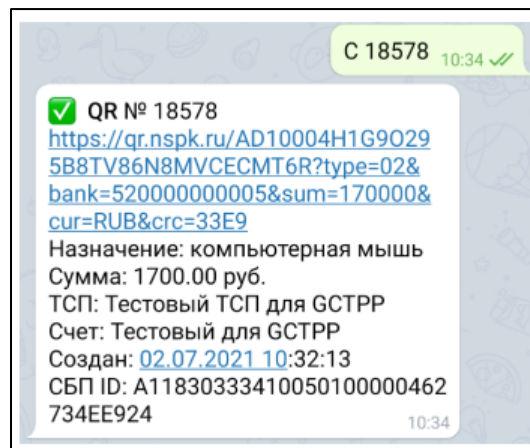 С 18578
10:34
QR № 18578
https://qr.nspk.ru/AD10004H1G9O29
5B8TV86N8MVCECMT6R?type=02&
bank=520000000005&sum=170000&
cur=RUB&crc=33E9
Назначение: компьютерная мышь
Сумма: 1700.00 руб.
ТСП: Тестовый ТСП для GCTPP
Счет: Тестовый для GCTPP
Создан: 02.07.2021 10:32:13
СБП ID: A11830333410050100000462
734EE924
10:34